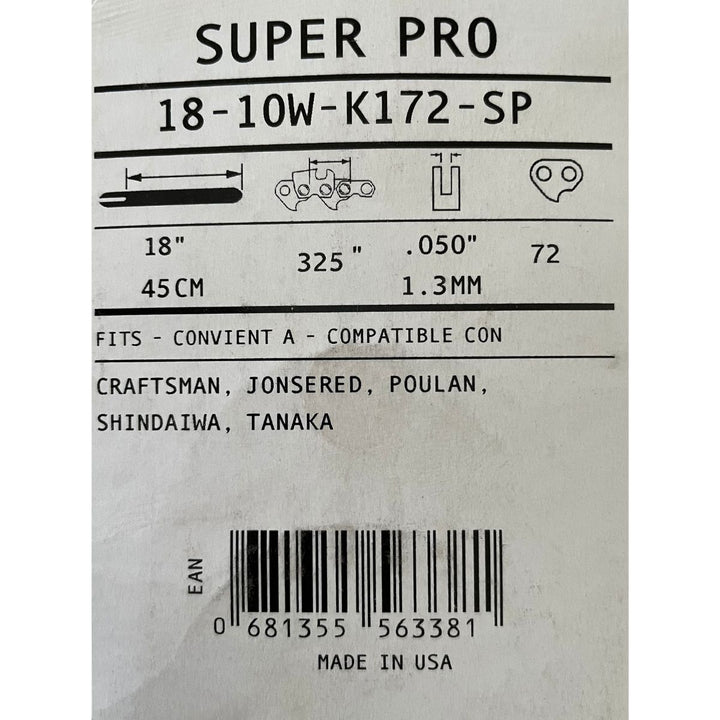 SUPER PRO
18-10W-K172-SP
18" 325" .050" 72
45CM 1.3MM
FITS - CONVIENT A - COMPATIBLE CON
CRAFTSMAN, JONSERED, POULAN,
SHINDAIWA, TANAKA
EAN
0 681355 563381
MADE IN USA